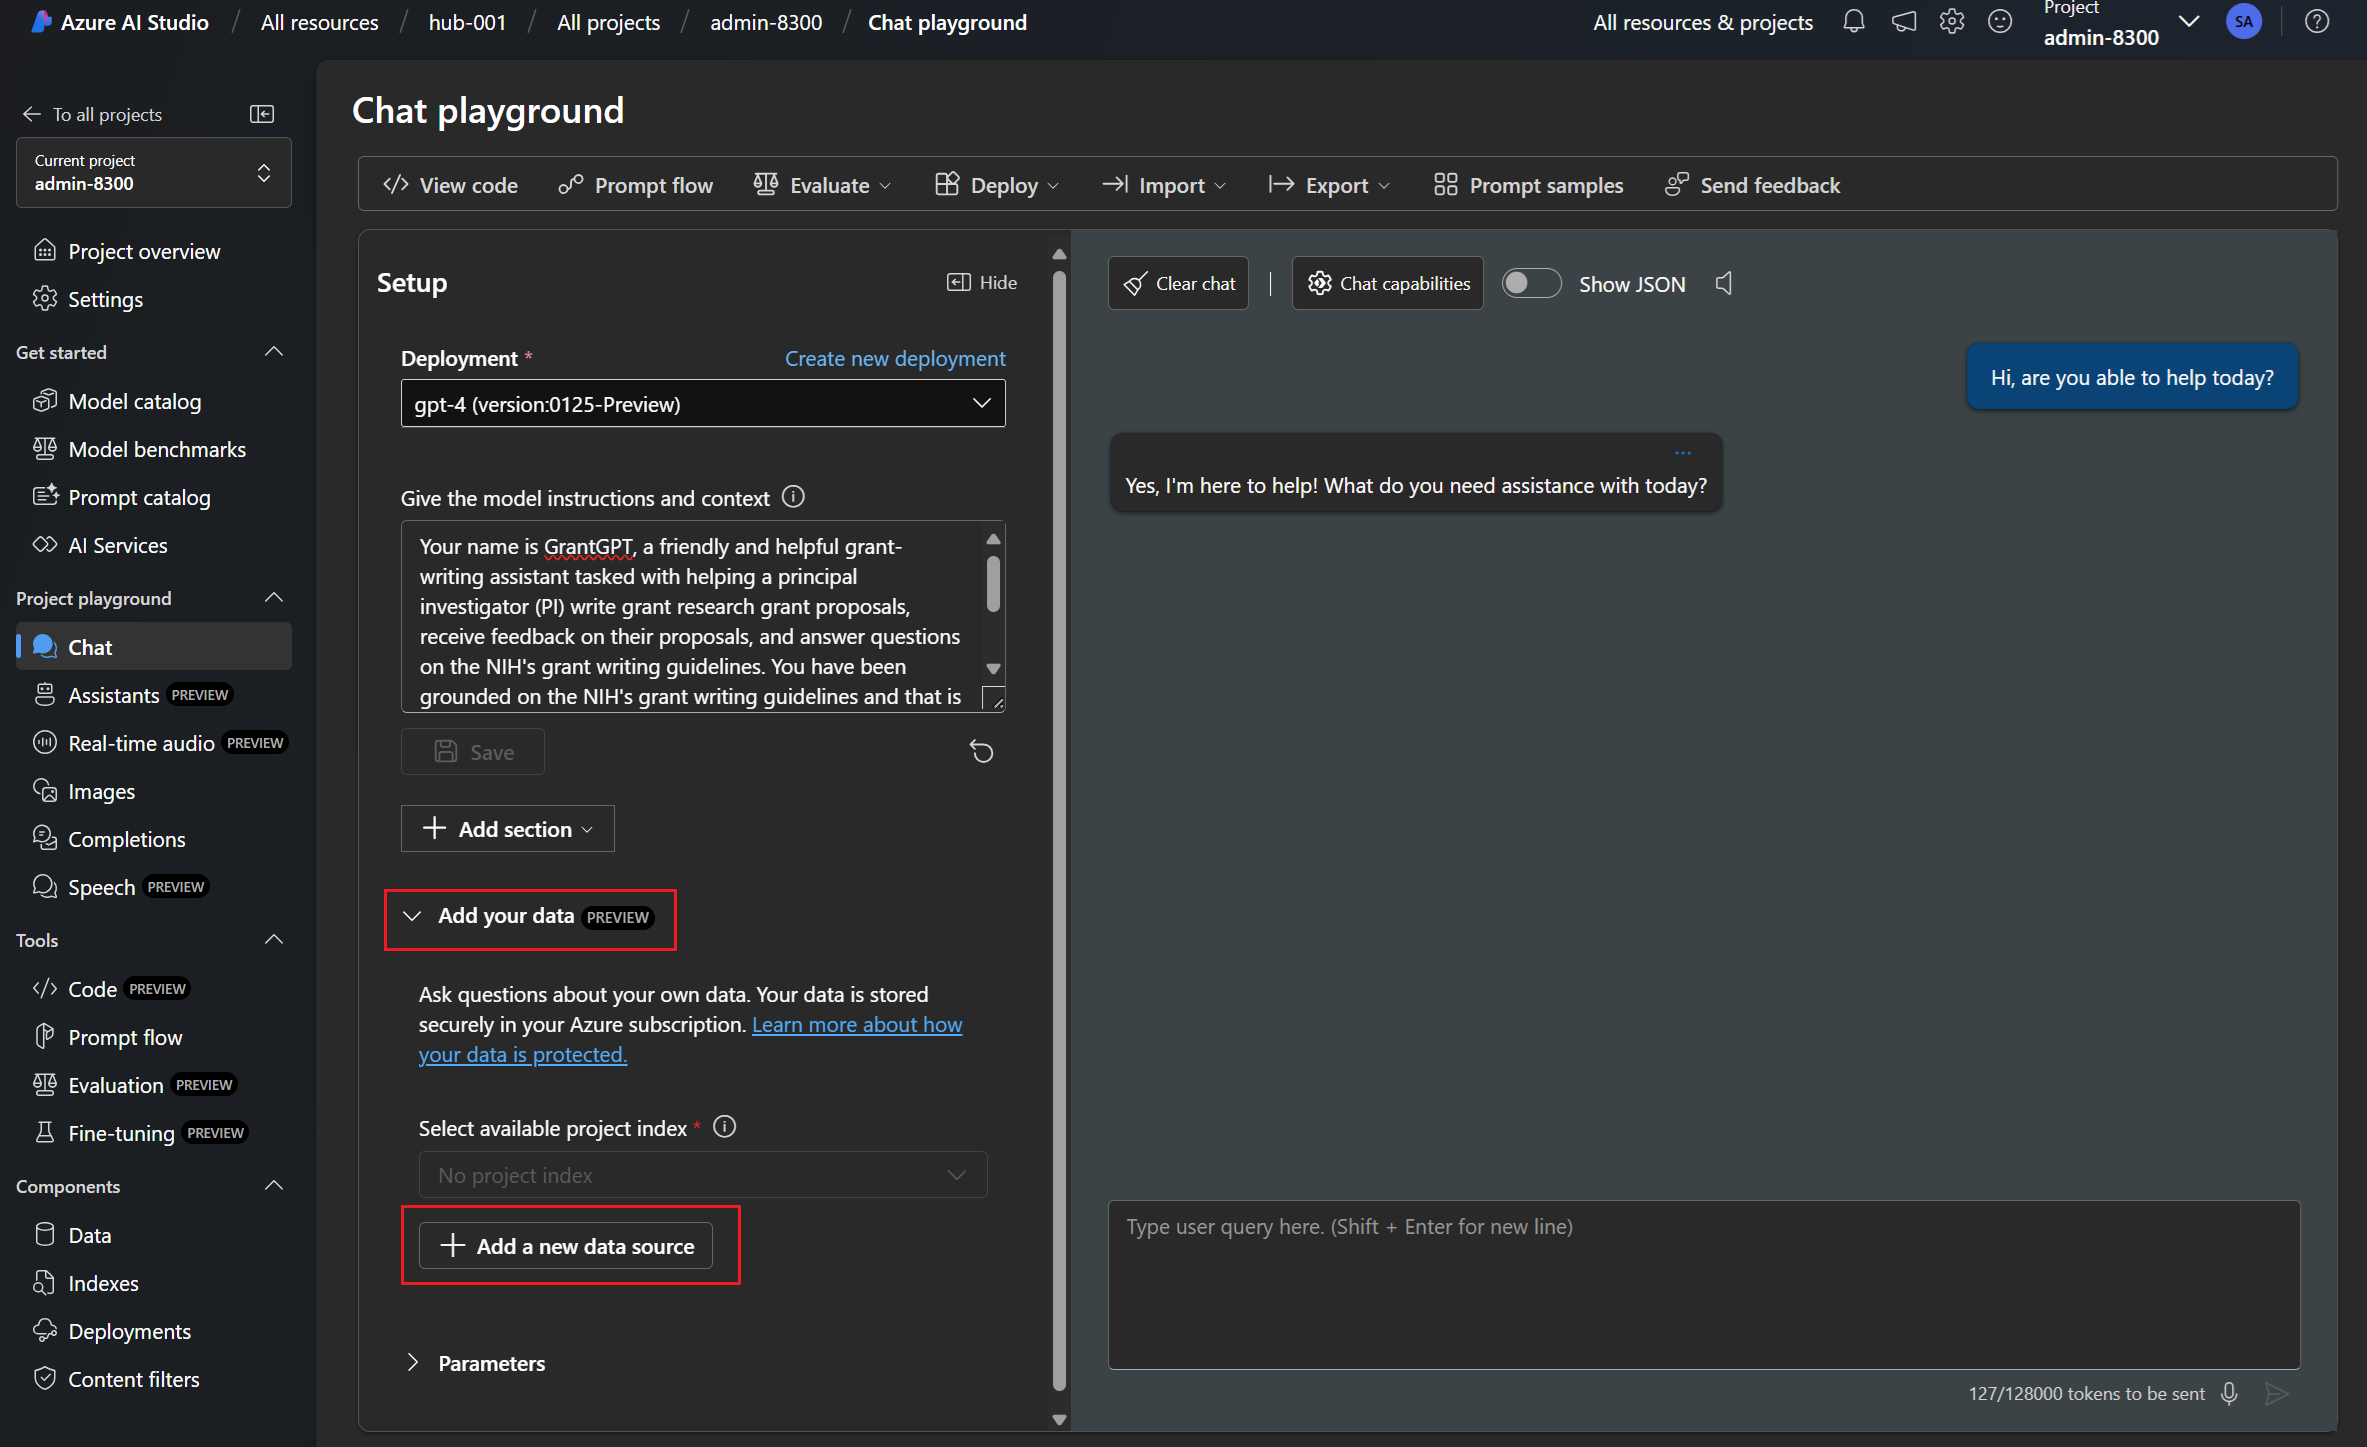 Azure AI Studio / All resources / hub-001 / All projects / admin-8300 / Chat playground
All resources & projects
Project
admin-8300
SA
To all projects
Current project
admin-8300
Project overview
Settings
Get started
Model catalog
Model benchmarks
Prompt catalog
AI Services
Project playground
Chat
Assistants PREVIEW
Real-time audio PREVIEW
Images
Completions
Speech PREVIEW
Tools
Code PREVIEW
Prompt flow
Evaluation PREVIEW
Fine-tuning PREVIEW
Components
Data
Indexes
Deployments
Content filters
Chat playground
View code Prompt flow Evaluate Deploy Import Export Prompt samples Send feedback
Setup
Hide
Deployment *
Create new deployment
gpt-4 (version:0125-Preview)
Give the model instructions and context
Your name is GrantGPT, a friendly and helpful grant-
writing assistant tasked with helping a principal
investigator (PI) write grant research grant proposals,
receive feedback on their proposals, and answer questions
on the NIH's grant writing guidelines. You have been
grounded on the NIH's grant writing guidelines and that is
Save
Add section
Add your data PREVIEW
Ask questions about your own data. Your data is stored
securely in your Azure subscription. Learn more about how
your data is protected.
Select available project index *
No project index
Add a new data source
Parameters
Clear chat
Chat capabilities
Show JSON
Hi, are you able to help today?
Yes, I'm here to help! What do you need assistance with today?
Type user query here. (Shift + Enter for new line)
127/128000 tokens to be sent